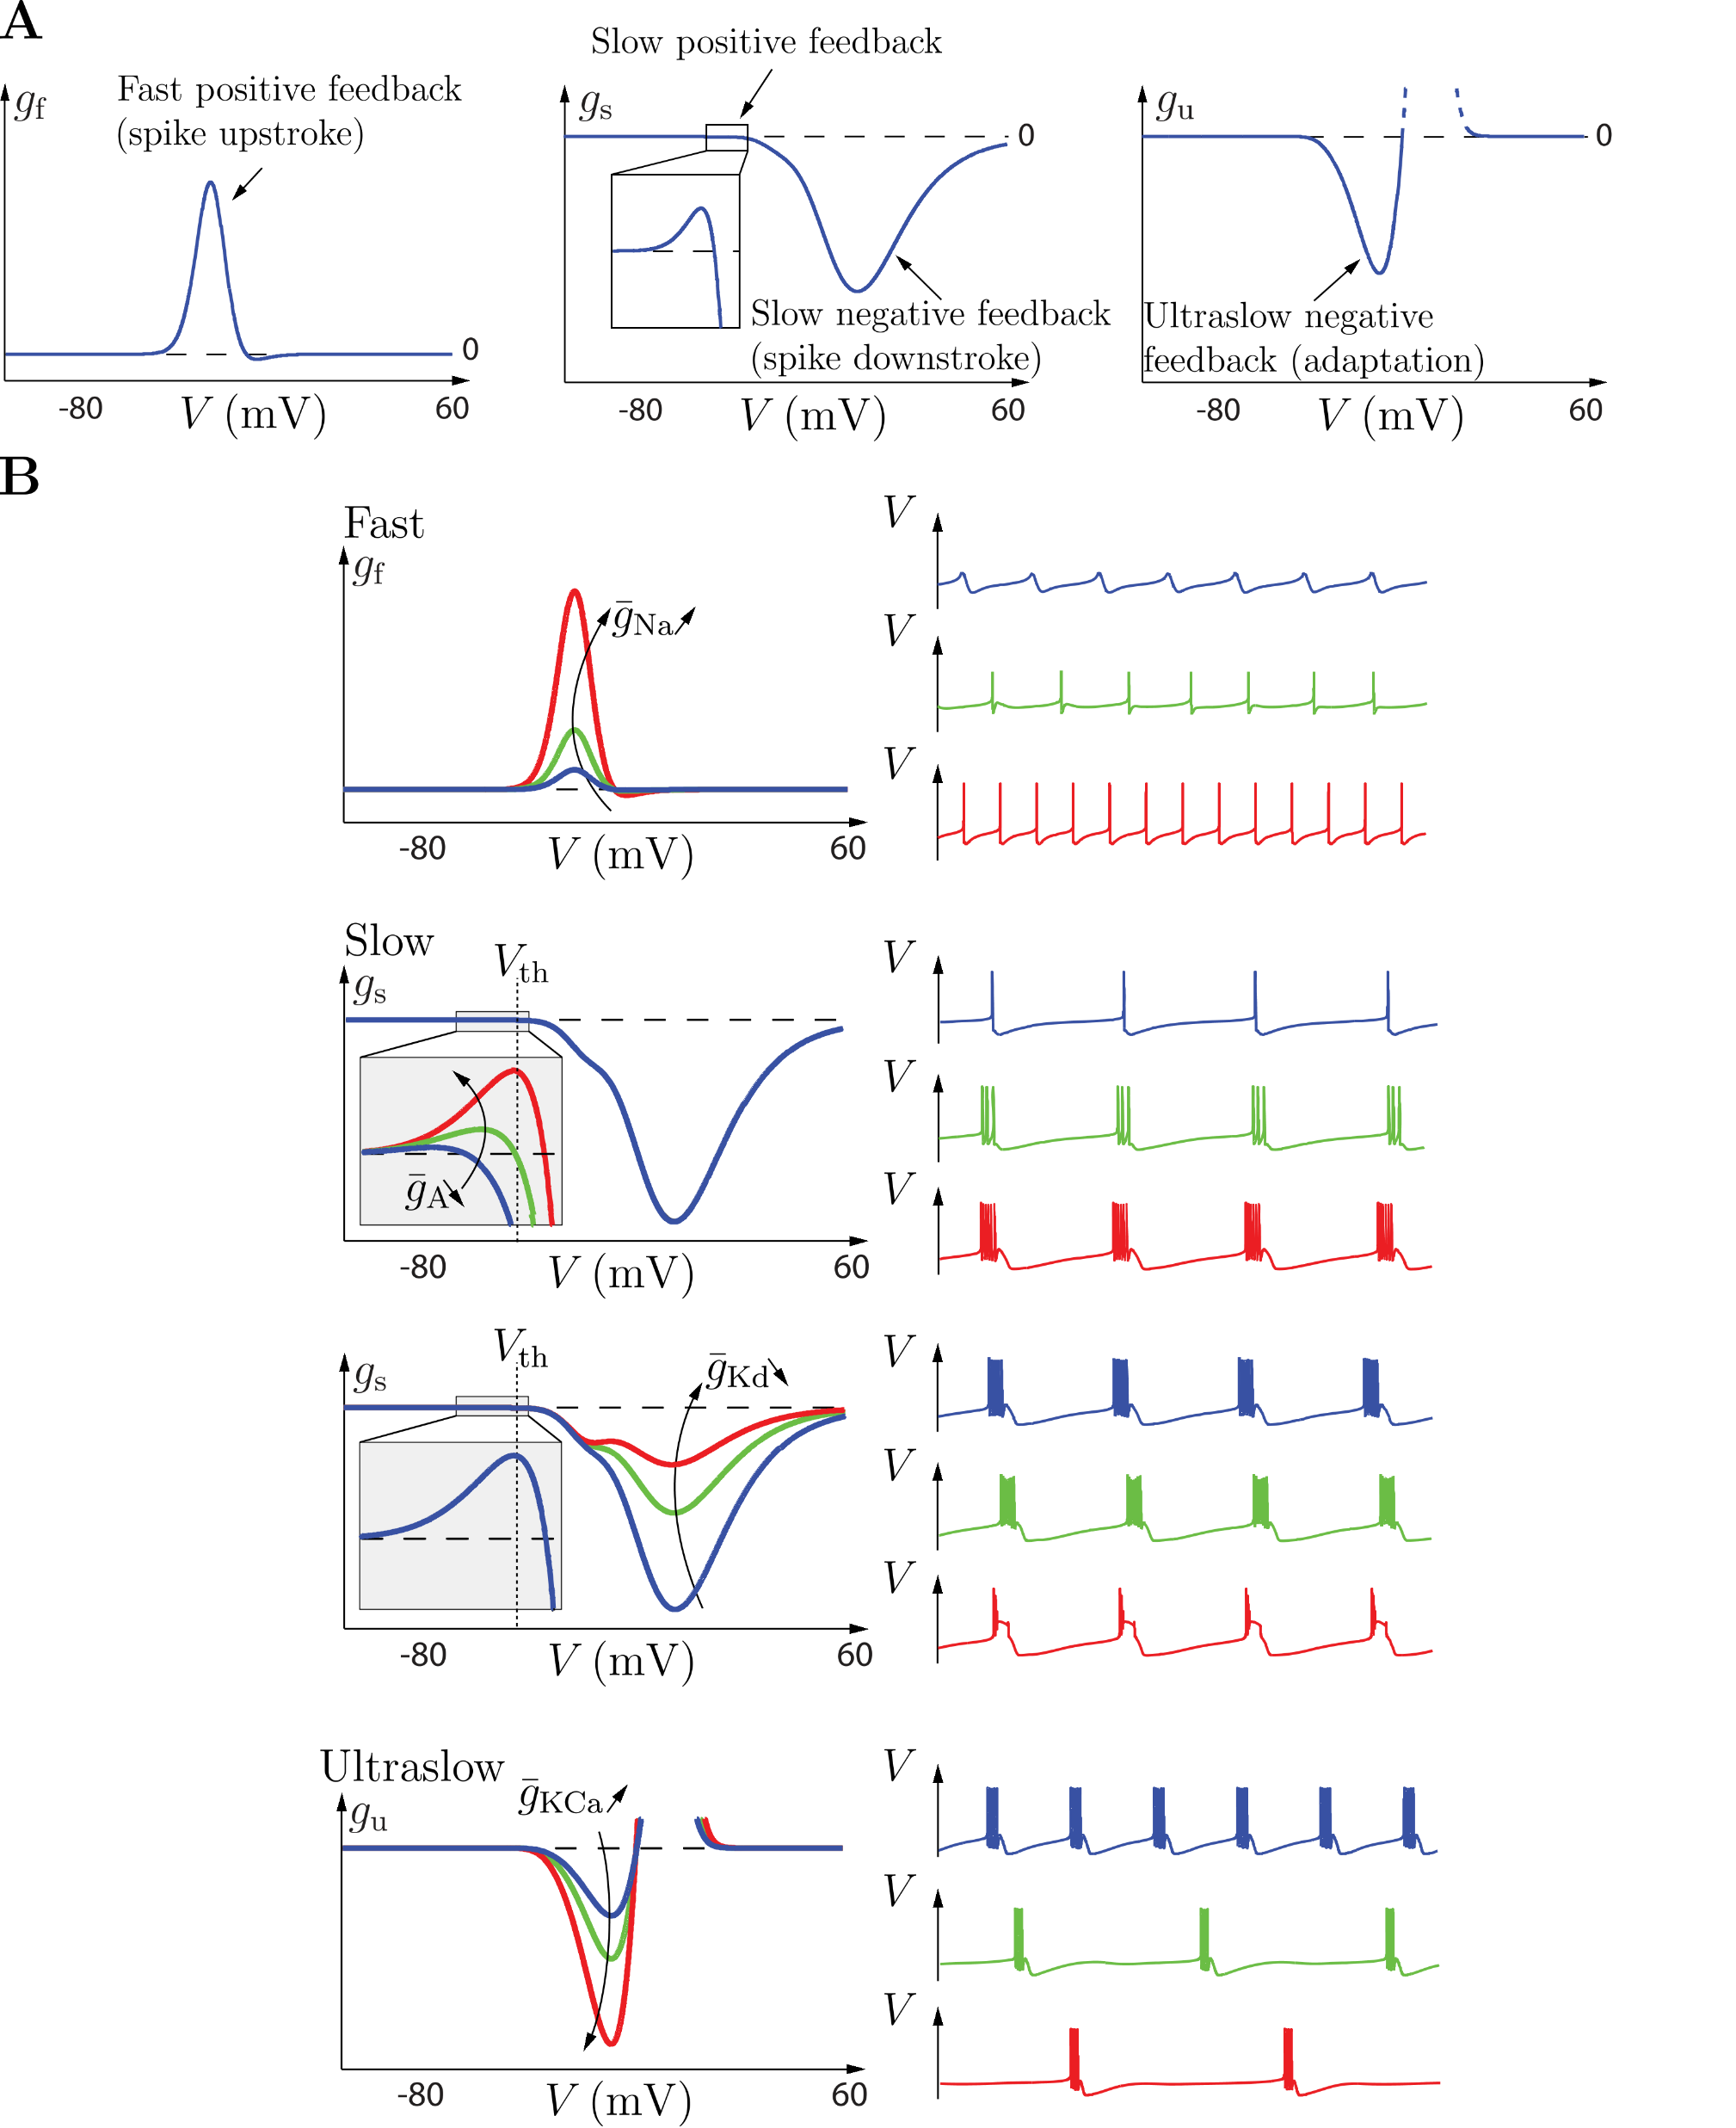 A
g_f
Fast positive feedback
(spike upstroke)
0
-80
V (mV)
60
Slow positive feedback
g_s
0
Slow negative feedback
(spike downstroke)
-80
V (mV)
60
g_u
0
Ultraslow negative
feedback (adaptation)
-80
V (mV)
60
B
Fast
g_f
ḡ_Na
-80
V (mV)
60
V
V
V
Slow
g_s
V_th
ḡ_A
-80
V (mV)
60
V
V
V
V_th
g_s
ḡ_Kd
-80
V (mV)
60
V
V
V
Ultraslow
g_u
ḡ_KCa
-80
V (mV)
60
V
V
V